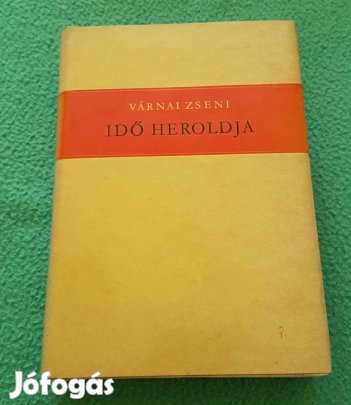 VÁRNAI ZSENI
IDŐ HEROLDJA
Jófogás